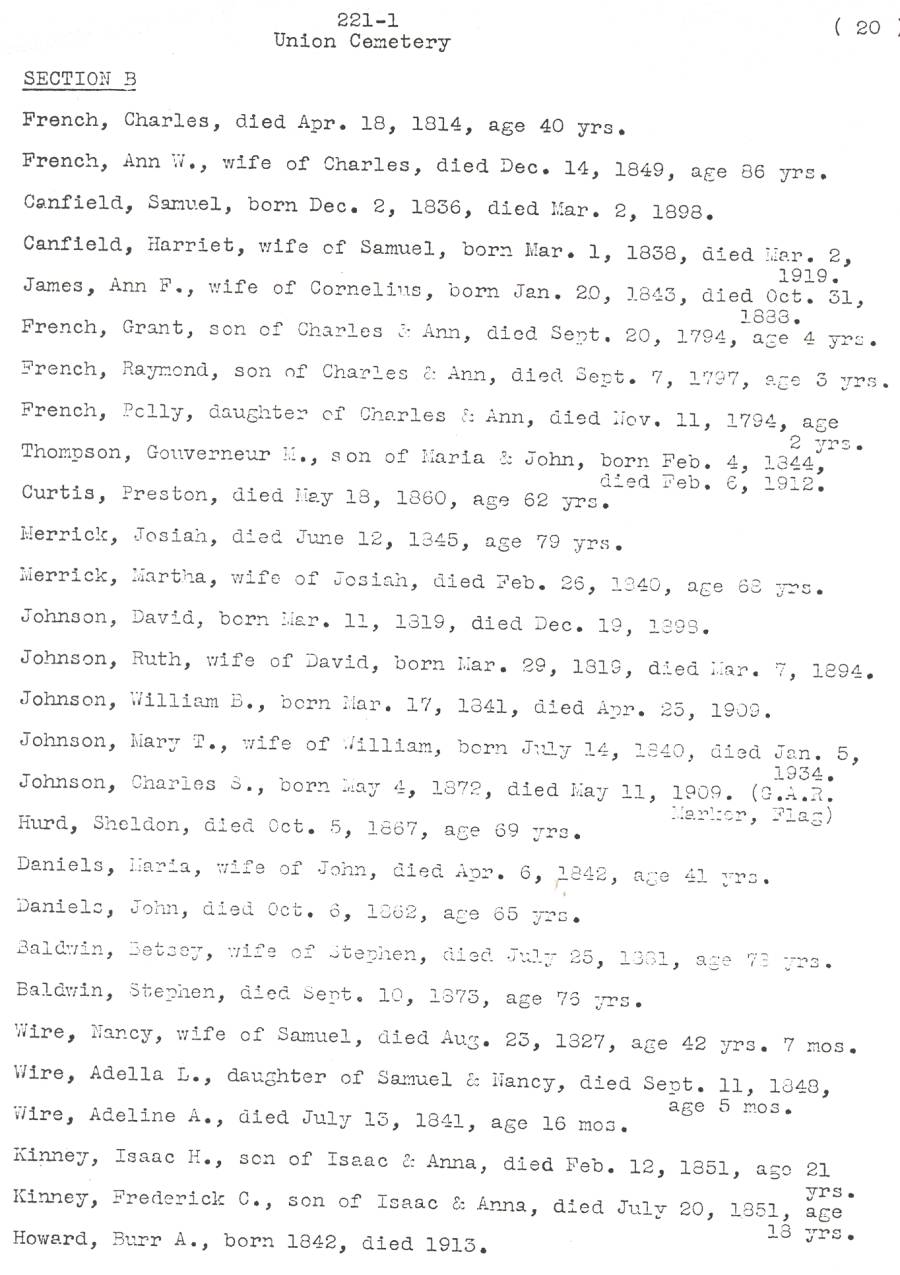 221-1
( 20 )
Union Cemetery
SECTION B
French, Charles, died Apr. 18, 1814, age 40 yrs.
French, Ann W., wife of Charles, died Dec. 14, 1849, age 86 yrs.
Canfield, Samuel, born Dec. 2, 1836, died Mar. 2, 1898.
Canfield, Harriet, wife of Samuel, born Mar. 1, 1838, died Mar. 2,
1919.
James, Ann F., wife of Cornelius, born Jan. 20, 1843, died Oct. 31,
1888.
French, Grant, son of Charles & Ann, died Sept. 20, 1794, age 4 yrs.
French, Raymond, son of Charles & Ann, died Sept. 7, 1797, age 3 yrs.
French, Polly, daughter of Charles & Ann, died Nov. 11, 1794, age
2 yrs.
Thompson, Gouverneur M., son of Maria & John, born Feb. 4, 1844,
died Feb. 6, 1912.
Curtis, Preston, died May 18, 1860, age 62 yrs.
Merrick, Josiah, died June 12, 1845, age 79 yrs.
Merrick, Martha, wife of Josiah, died Feb. 26, 1840, age 68 yrs.
Johnson, David, born Mar. 11, 1819, died Dec. 19, 1898.
Johnson, Ruth, wife of David, born Mar. 29, 1819, died Mar. 7, 1894.
Johnson, William B., born Mar. 17, 1841, died Apr. 23, 1909.
Johnson, Mary T., wife of William, born July 14, 1840, died Jan. 5,
1934.
Johnson, Charles S., born May 4, 1872, died May 11, 1909. (G.A.R.
Marker, Flag)
Hurd, Sheldon, died Oct. 5, 1867, age 69 yrs.
Daniels, Maria, wife of John, died Apr. 6, 1842, age 41 yrs.
Daniels, John, died Oct. 6, 1862, age 65 yrs.
Baldwin, Betsey, wife of Stephen, died July 25, 1881, age yrs.
Baldwin, Stephen, died Sept. 10, 1873, age 76 yrs.
Wire, Nancy, wife of Samuel, died Aug. 23, 1827, age 42 yrs. 7 mos.
Wire, Adella L., daughter of Samuel & Nancy, died Sept. 11, 1848,
age 5 mos.
Wire, Adeline A., died July 13, 1841, age 16 mos.
Kinney, Isaac H., son of Isaac & Anna, died Feb. 12, 1851, age 21
yrs.
Kinney, Frederick C., son of Isaac & Anna, died July 20, 1851, age
18 yrs.
Howard, Burr A., born 1842, died 1913.